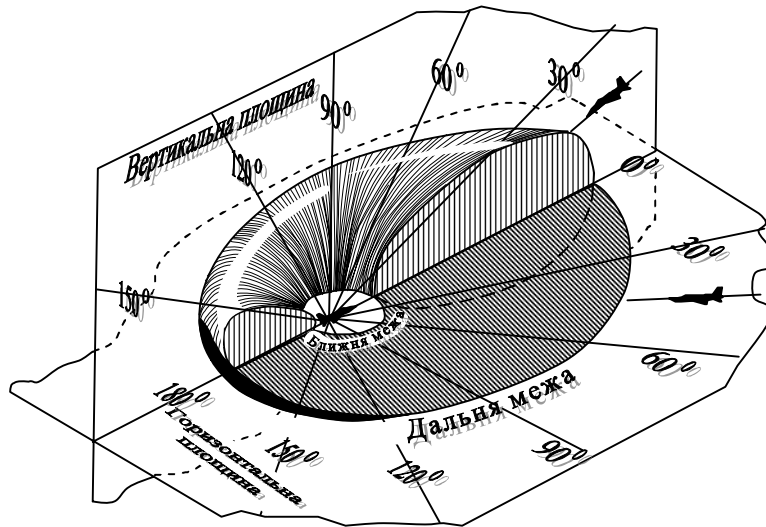 Вертикальна площина
30°
60°
90°
120°
150°
180°
0°
30°
60°
90°
120°
150°
Ближня межа
Дальня межа
Горизонтальна
площина